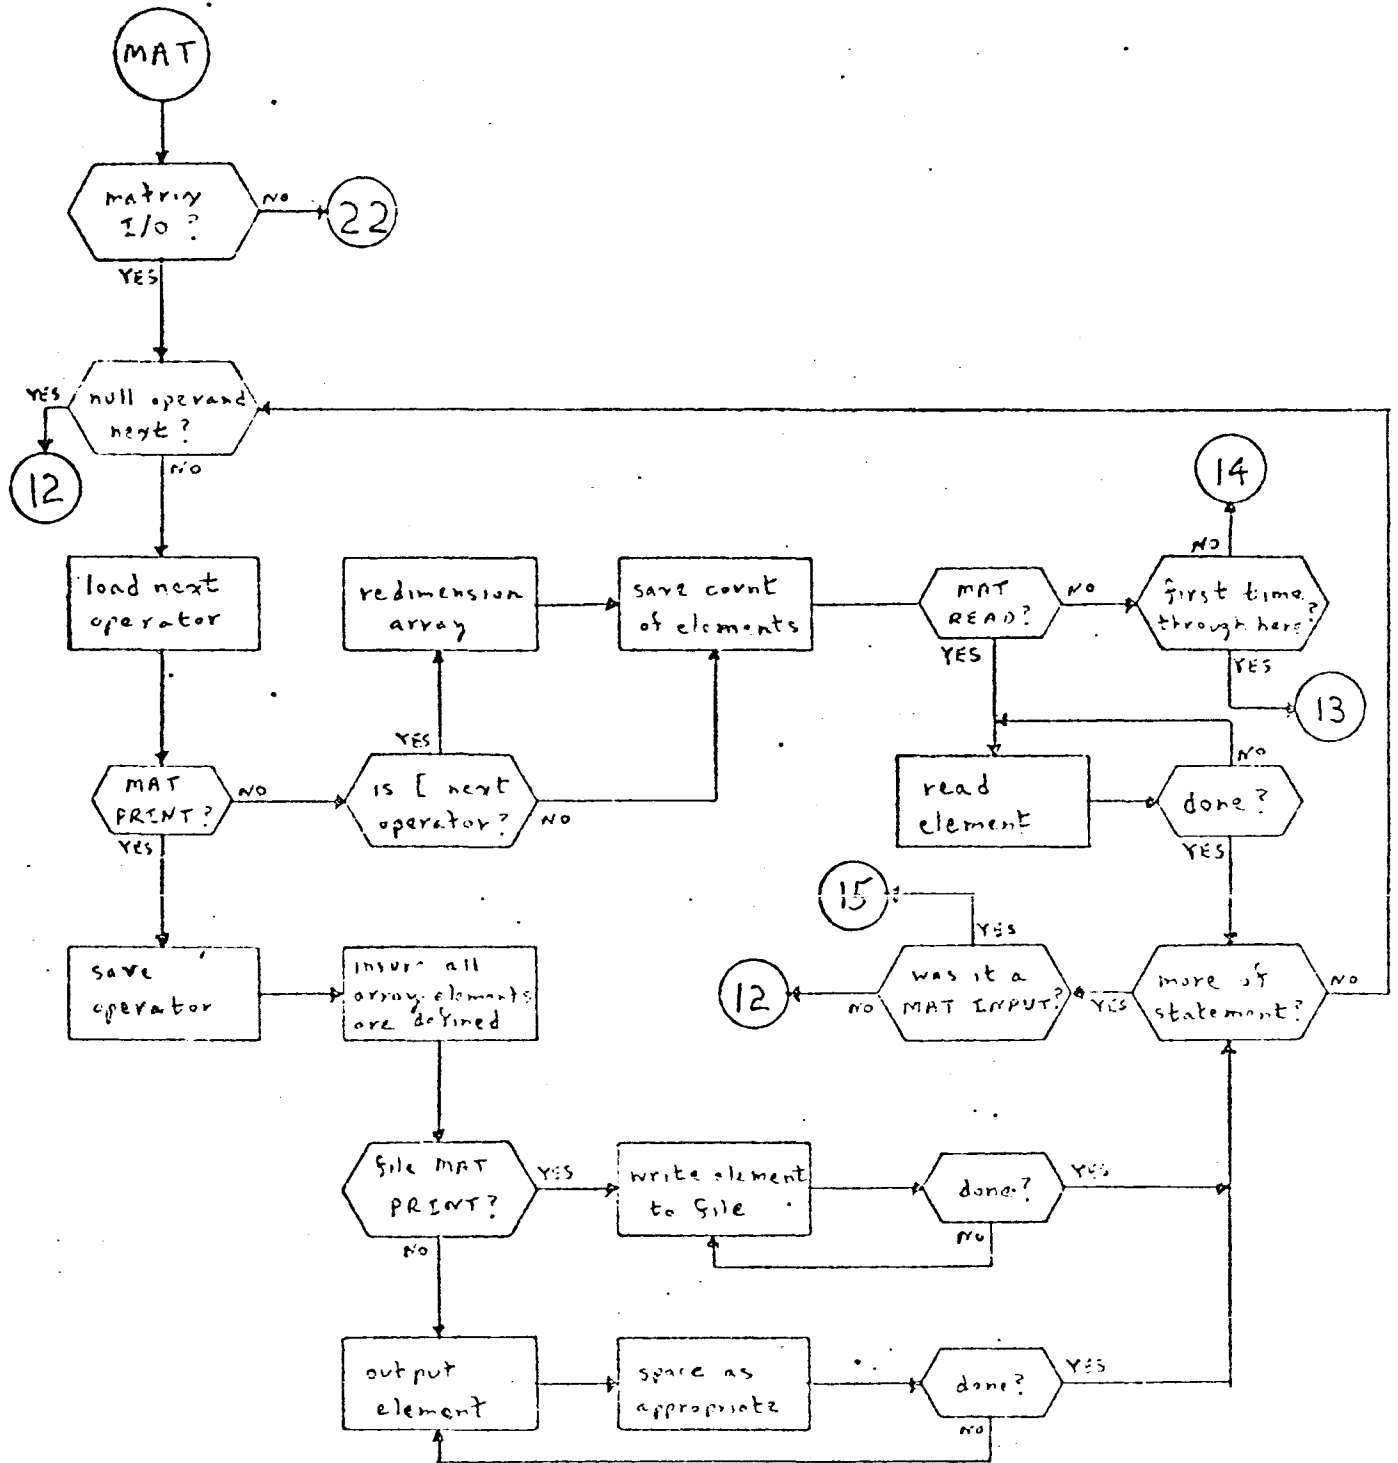 MAT
matrix
I/O?
NO
22
YES
YES
null operand
next?
NO
12
14
load next
operator
redimension
array
save count
of elements
MAT
READ?
NO
YES
NO
first time
through here?
YES
13
MAT
PRINT?
NO
YES
YES
is [ next
operator?
NO
read
element
NO
done?
YES
15
YES
save
operator
insure all
array elements
are defined
12
NO
was it a
MAT INPUT?
YES
more of
statement?
NO
file MAT
PRINT?
YES
NO
write element
to file
done?
YES
NO
output
element
space as
appropriate
done?
YES
NO